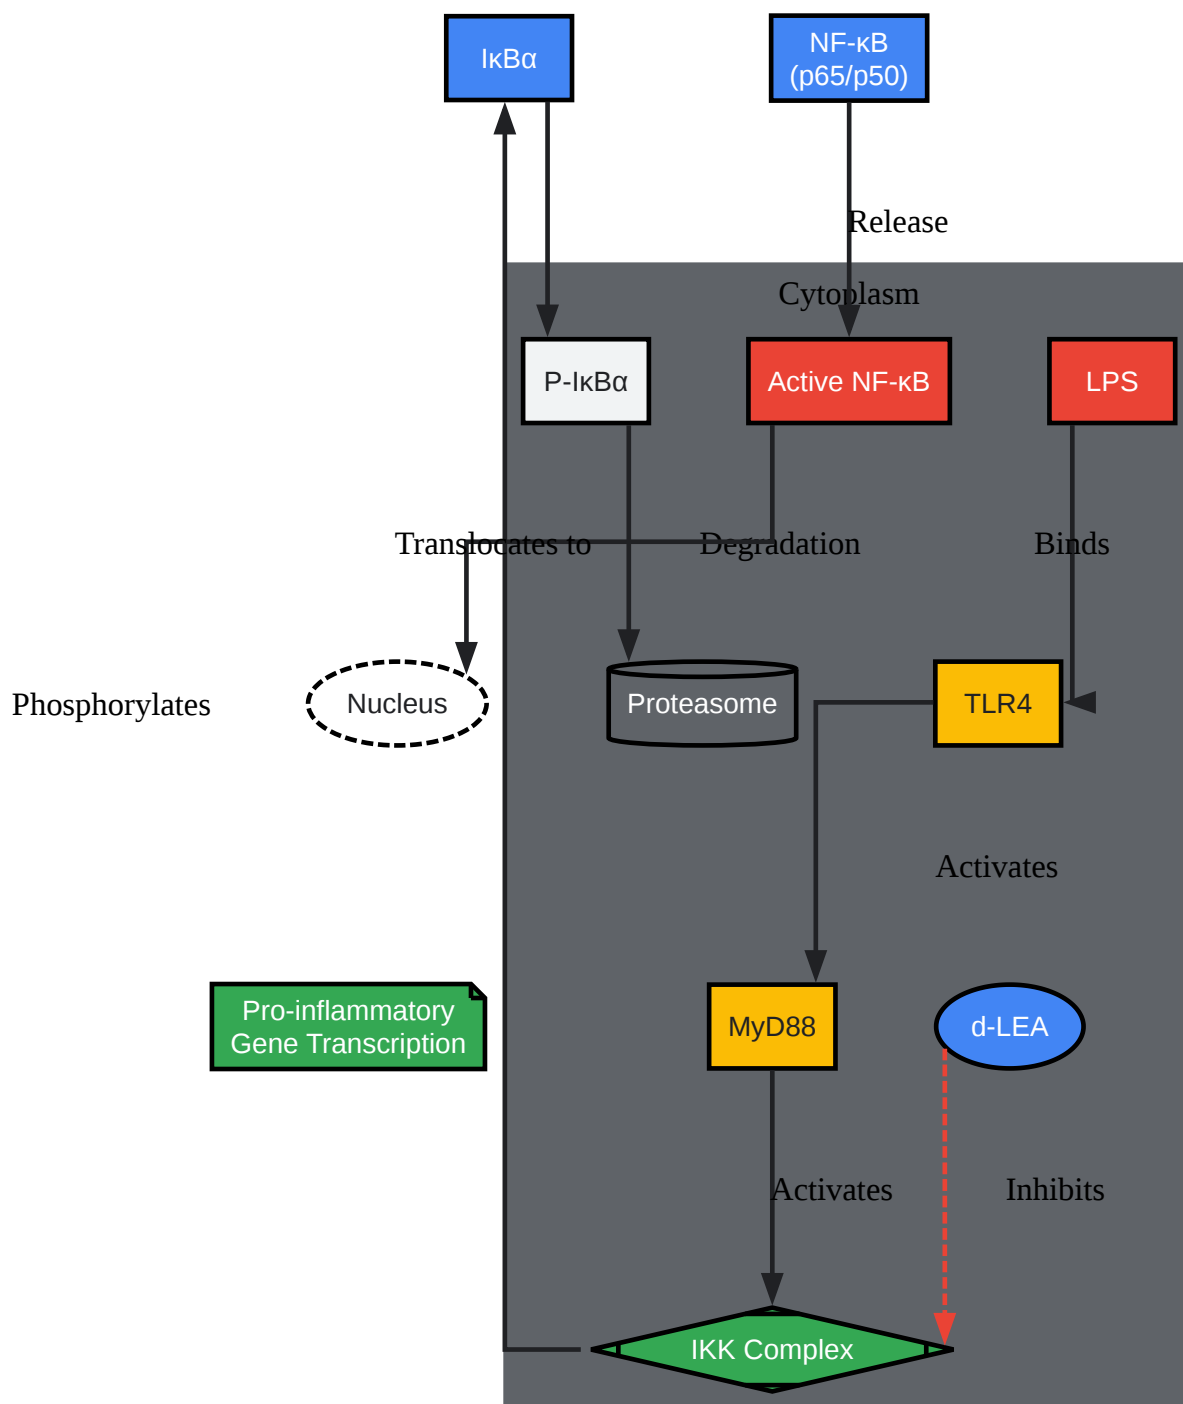 IκBα
NF-κB
(p65/p50)
Release
Cytoplasm
P-IκBα
Active NF-κB
LPS
Translocates to
Degradation
Binds
Phosphorylates
Nucleus
Proteasome
TLR4
Activates
Pro-inflammatory
Gene Transcription
MyD88
d-LEA
Activates
Inhibits
IKK Complex